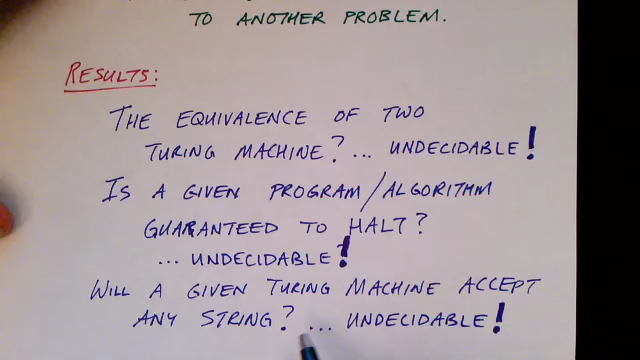 TO ANOTHER PROBLEM.
RESULTS:
THE EQUIVALENCE OF TWO
TURING MACHINE? ... UNDECIDABLE!
IS A GIVEN PROGRAM/ALGORITHM
GUARANTEED TO HALT?
... UNDECIDABLE!
WILL A GIVEN TURING MACHINE ACCEPT
ANY STRING? ... UNDECIDABLE!